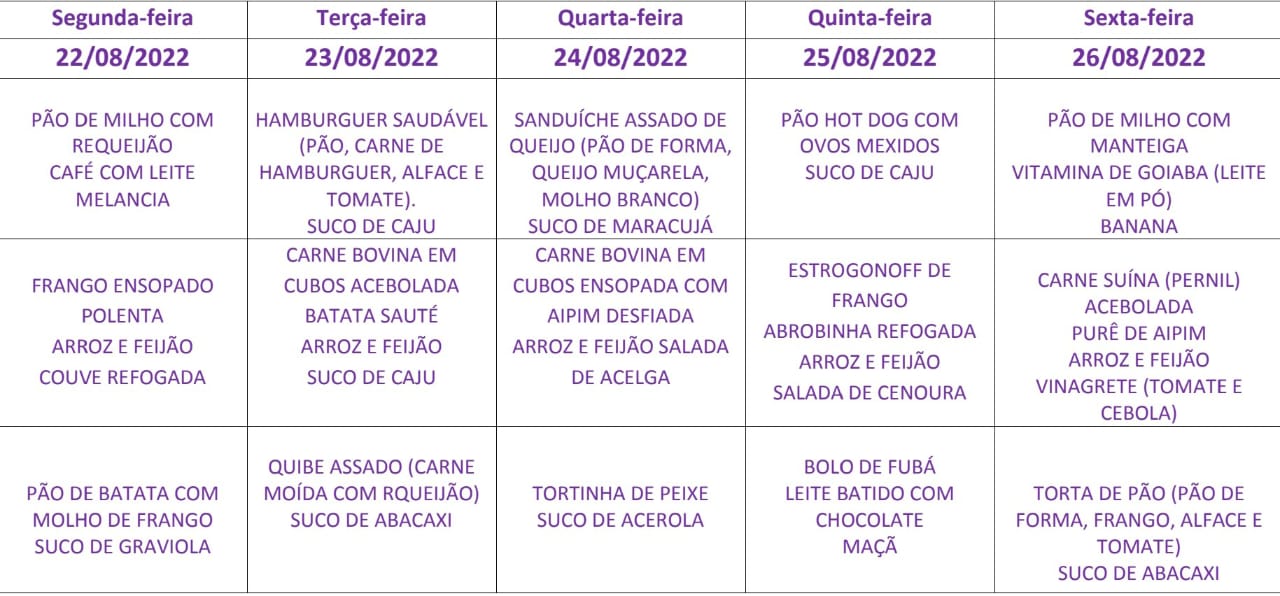 Segunda-feira
Terça-feira
Quarta-feira
Quinta-feira
Sexta-feira
22/08/2022
23/08/2022
24/08/2022
25/08/2022
26/08/2022
PÃO DE MILHO COM
REQUEIJÃO
CAFÉ COM LEITE
MELANCIA
HAMBURGUER SAUDÁVEL
(PÃO, CARNE DE
HAMBURGUER, ALFACE E
TOMATE).
SUCO DE CAJU
SANDUÍCHE ASSADO DE
QUEIJO (PÃO DE FORMA,
QUEIJO MUÇARELA,
MOLHO BRANCO)
SUCO DE MARACUJÁ
PÃO HOT DOG COM
OVOS MEXIDOS
SUCO DE CAJU
PÃO DE MILHO COM
MANTEIGA
VITAMINA DE GOIABA (LEITE
EM PÓ)
BANANA
FRANGO ENSOPADO
POLENTA
ARROZ E FEIJÃO
COUVE REFOGADA
CARNE BOVINA EM
CUBOS ACEBOLADA
BATATA SAUTÉ
ARROZ E FEIJÃO
SUCO DE CAJU
CARNE BOVINA EM
CUBOS ENSOPADA COM
AIPIM DESFIADA
ARROZ E FEIJÃO SALADA
DE ACELGA
ESTROGONOFF DE
FRANGO
ABROBINHA REFOGADA
ARROZ E FEIJÃO
SALADA DE CENOURA
CARNE SUÍNA (PERNIL)
ACEBOLADA
PURÊ DE AIPIM
ARROZ E FEIJÃO
VINAGRETE (TOMATE E
CEBOLA)
PÃO DE BATATA COM
MOLHO DE FRANGO
SUCO DE GRAVIOLA
QUIBE ASSADO (CARNE
MOÍDA COM RQUEIJÃO)
SUCO DE ABACAXI
TORTINHA DE PEIXE
SUCO DE ACEROLA
BOLO DE FUBÁ
LEITE BATIDO COM
CHOCOLATE
MAÇÃ
TORTA DE PÃO (PÃO DE
FORMA, FRANGO, ALFACE E
TOMATE)
SUCO DE ABACAXI